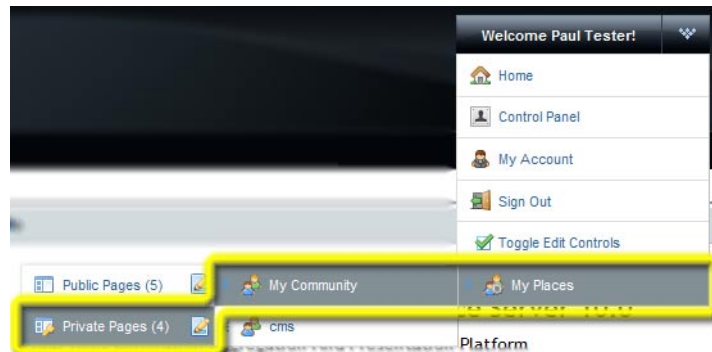 Welcome Paul Tester!
Home
Control Panel
My Account
Sign Out
Toggle Edit Controls
Public Pages (5) My Community My Places
Private Pages (4) cms
Platform